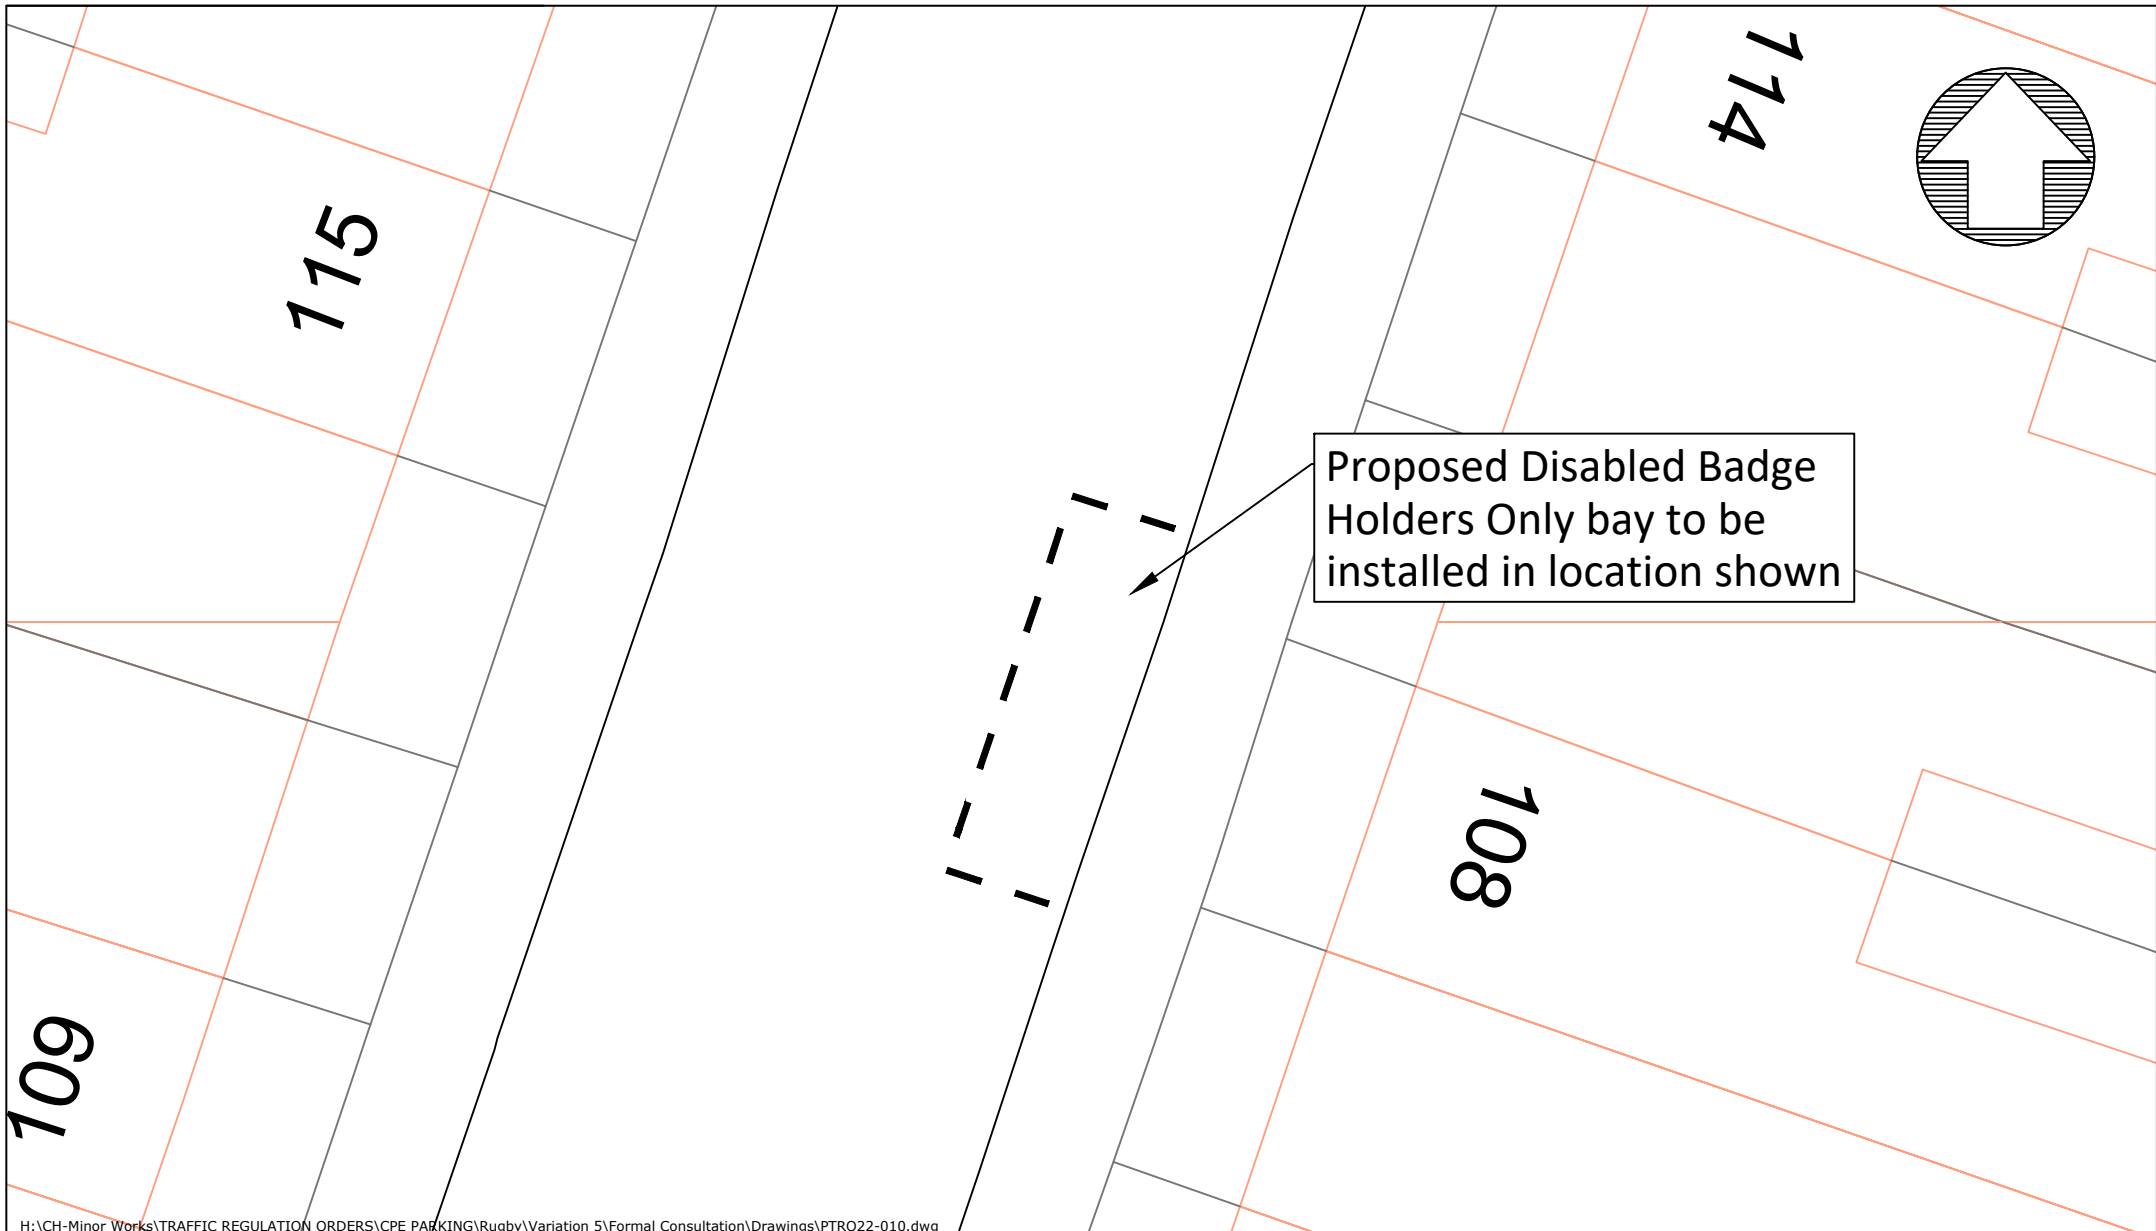 114
115
Proposed Disabled Badge
Holders Only bay to be
installed in location shown
108
109
H:\CH-Minor Works\TRAFFIC REGULATION ORDERS\CPE PARKING\Rugby\Variation 5\Formal Consultation\Drawings\PTRO22-010.dwg